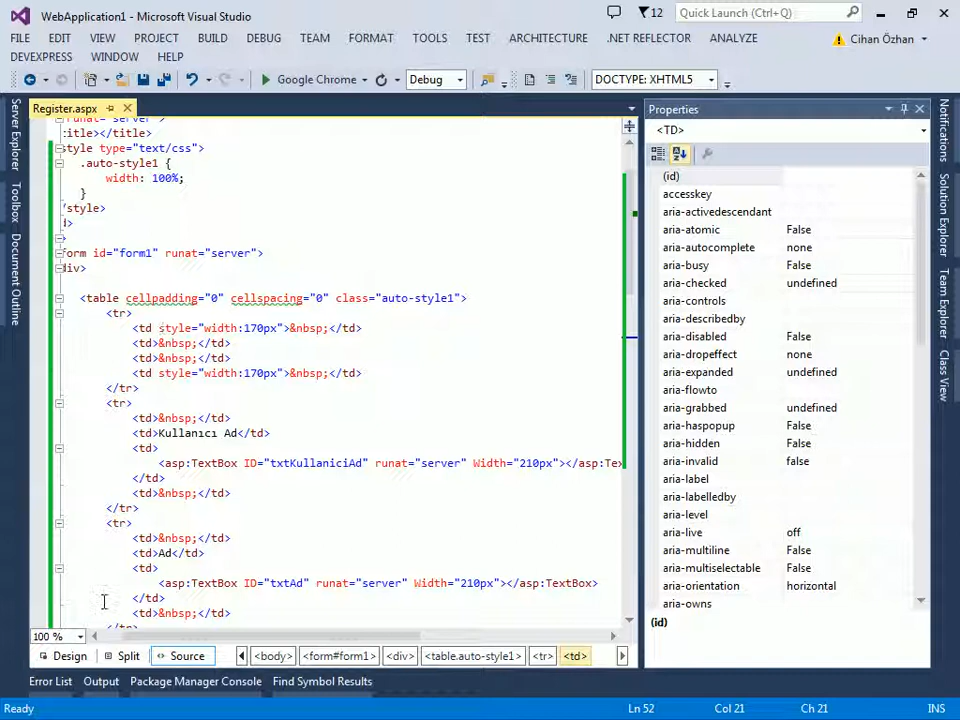 WebApplication1 - Microsoft Visual Studio
12
Quick Launch (Ctrl+Q)
FILE EDIT VIEW PROJECT BUILD DEBUG TEAM FORMAT TOOLS TEST ARCHITECTURE .NET REFLECTOR ANALYZE
Cihan Özhan
DEVEXPRESS WINDOW HELP
Google Chrome
Debug
DOCTYPE: XHTML5
Server Explorer
Toolbox
Document Outline
Register.aspx
:title></title>
style type="text/css">
.auto-style1 {
width: 100%;
}
/style>
d>
>
form id="form1" runat="server">
div>
<table cellpadding="0" cellspacing="0" class="auto-style1">
<tr>
<td style="width:170px">&nbsp;</td>
<td>&nbsp;</td>
<td>&nbsp;</td>
<td style="width:170px">&nbsp;</td>
</tr>
<tr>
<td>&nbsp;</td>
<td>Kullanıcı Ad</td>
<td>
<asp:TextBox ID="txtKullaniciAd" runat="server" Width="210px"></asp:Tex
</td>
<td>&nbsp;</td>
</tr>
<tr>
<td>&nbsp;</td>
<td>Ad</td>
<td>
<asp:TextBox ID="txtAd" runat="server" Width="210px"></asp:TextBox>
</td>
<td>&nbsp;</td>
100 %
Design Split Source <body> <form#form1> <div> <table.auto-style1> <tr> <td>
Properties
<TD>
(id)
accesskey
aria-activedescendant
aria-atomic False
aria-autocomplete none
aria-busy False
aria-checked undefined
aria-controls
aria-describedby
aria-disabled False
aria-dropeffect none
aria-expanded undefined
aria-flowto
aria-grabbed undefined
aria-haspopup False
aria-hidden False
aria-invalid false
aria-label
aria-labelledby
aria-level
aria-live off
aria-multiline False
aria-multiselectable False
aria-orientation horizontal
aria-owns
(id)
Notifications
Solution Explorer
Team Explorer
Class View
Error List Output Package Manager Console Find Symbol Results
Ready Ln 52 Col 21 Ch 21 INS